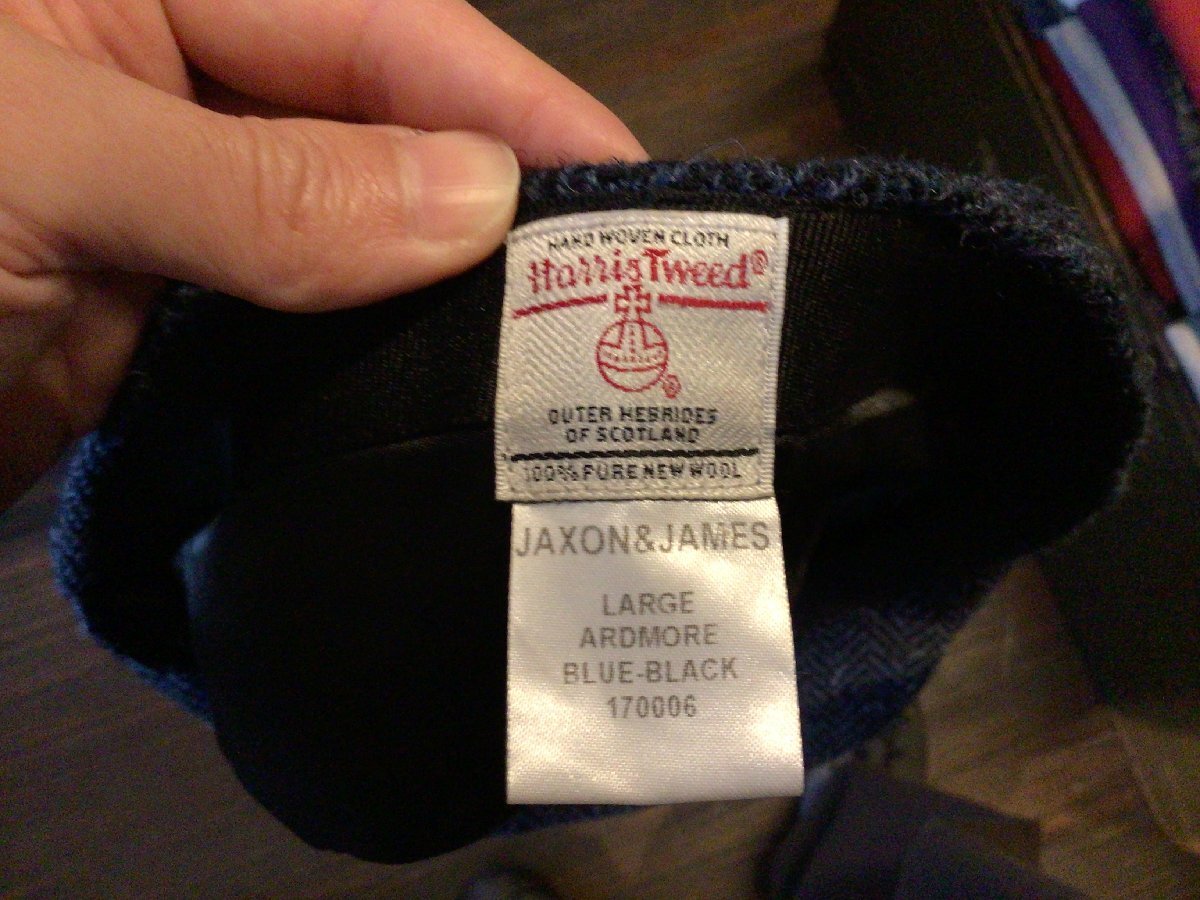 HAND WOVEN CLOTH
Harris Tweed®
®
OUTER HEBRIDES
OF SCOTLAND
100% PURE NEW WOOL
JAXON&JAMES
LARGE
ARDMORE
BLUE-BLACK
170006